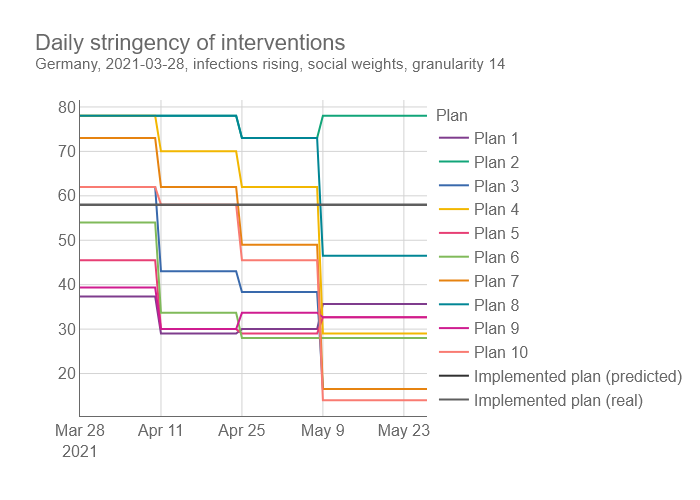 Daily stringency of interventions
Germany, 2021-03-28, infections rising, social weights, granularity 14
80
70
60
50
40
30
20
Mar 28
2021
Apr 11
Apr 25
May 9
May 23
Plan
Plan 1
Plan 2
Plan 3
Plan 4
Plan 5
Plan 6
Plan 7
Plan 8
Plan 9
Plan 10
Implemented plan (predicted)
Implemented plan (real)